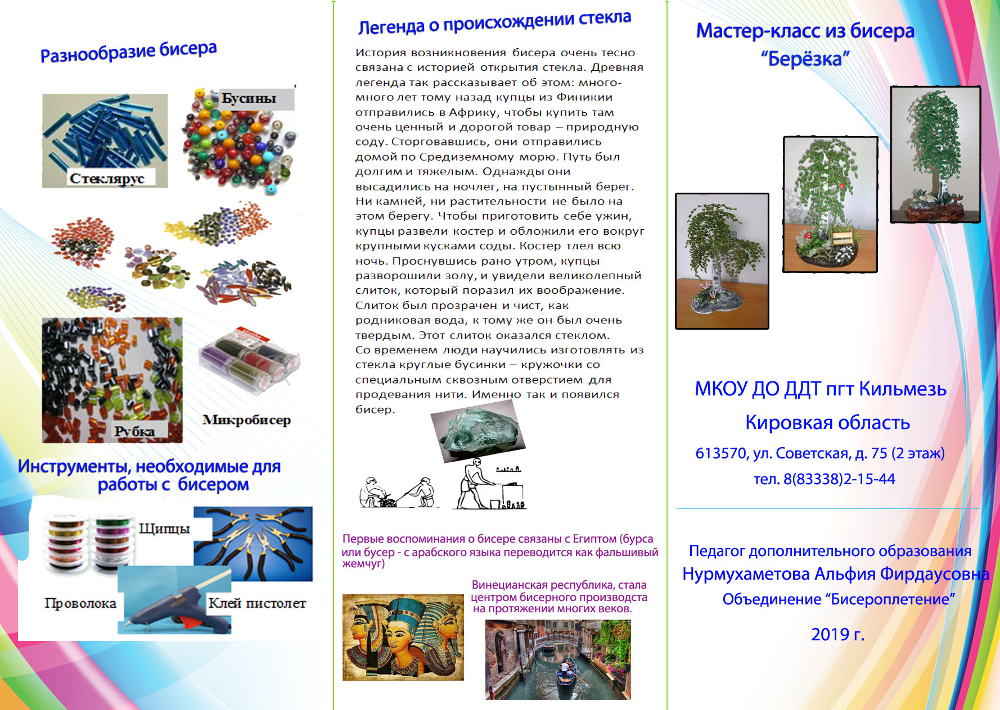 Разнообразие бисера
Стеклярус
Бусины
Рубка
Микробисер
Инструменты, необходимые для
работы с бисером
Щипцы
Проволока
Клей пистолет
Легенда о происхождении стекла
История возникновения бисера очень тесно
связана с историей открытия стекла. Древняя
легенда так рассказывает об этом: много-
много лет тому назад купцы из Финикии
отправились в Африку, чтобы купить там
очень ценный и дорогой товар – природную
соду. Сторговавшись, они отправились
домой по Средиземному морю. Путь был
долгим и тяжелым. Однажды они
высадились на ночлег, на пустынный берег.
Ни камней, ни растительности не было на
этом берегу. Чтобы приготовить себе ужин,
купцы развели костер и обложили его вокруг
крупными кусками соды. Костер тлел всю
ночь. Проснувшись рано утром, купцы
разворошили золу, и увидели великолепный
слиток, который поразил их воображение.
Слиток был прозрачен и чист, как
родниковая вода, к тому же он был очень
твердым. Этот слиток оказался стеклом.
Со временем люди научились изготовлять из
стекла круглые бусинки – кружочки со
специальным сквозным отверстием для
продевания нити. Именно так и появился
бисер.
Первые воспоминания о бисере связаны с Египтом (бурса
или бусер - с арабского языка переводится как фальшивый
жемчуг)
Винецианская республика, стала
центром бисерного производста
на протяжении многих веков.
Мастер-класс из бисера
“Берёзка”
МКОУ ДО ДДТ пгт Кильмезь
Кировкая область
613570, ул. Советская, д. 75 (2 этаж)
тел. 8(83338)2-15-44
Педагог дополнительного образования
Нурмухаметова Альфия Фирдаусовна
Объединение “Бисероплетение”
2019 г.